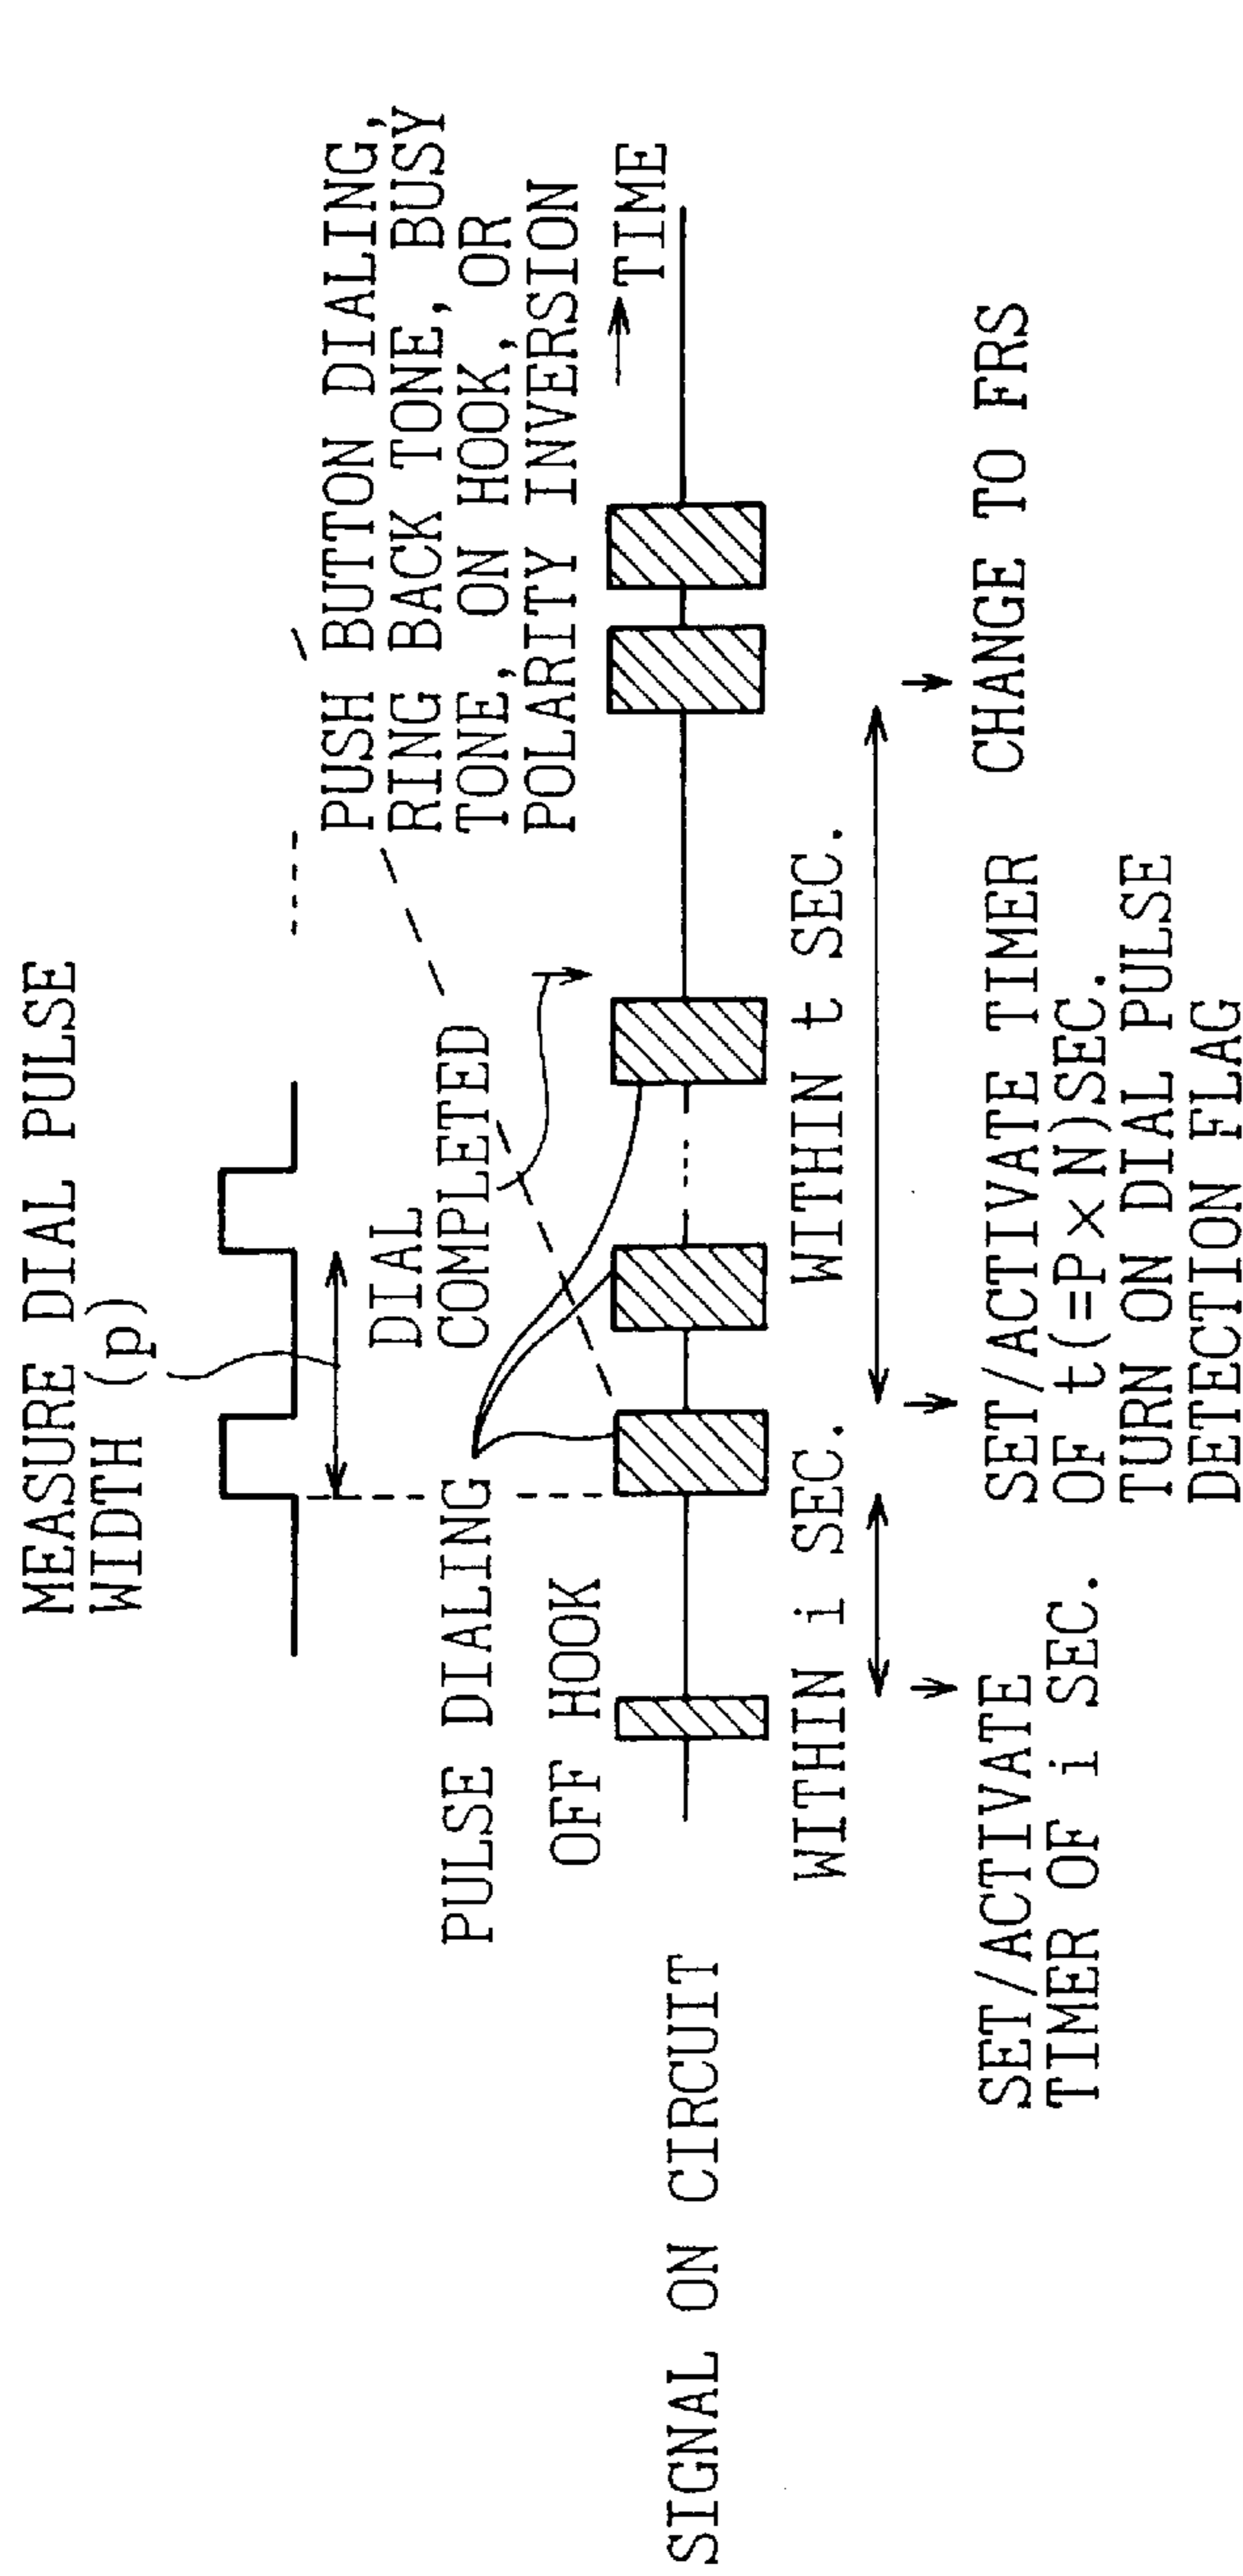 MEASURE DIAL PULSE
WIDTH (p)
DIAL
COMPLETED
PUSH BUTTON DIALING,
RING BACK TONE, BUSY
TONE, ON HOOK, OR
POLARITY INVERSION
PULSE DIALING
OFF HOOK
TIME
SIGNAL ON CIRCUIT
WITHIN i SEC.
WITHIN t SEC.
SET/ACTIVATE
TIMER OF i SEC.
SET/ACTIVATE TIMER
OF t(=P×N)SEC.
TURN ON DIAL PULSE
DETECTION FLAG
CHANGE TO FRS